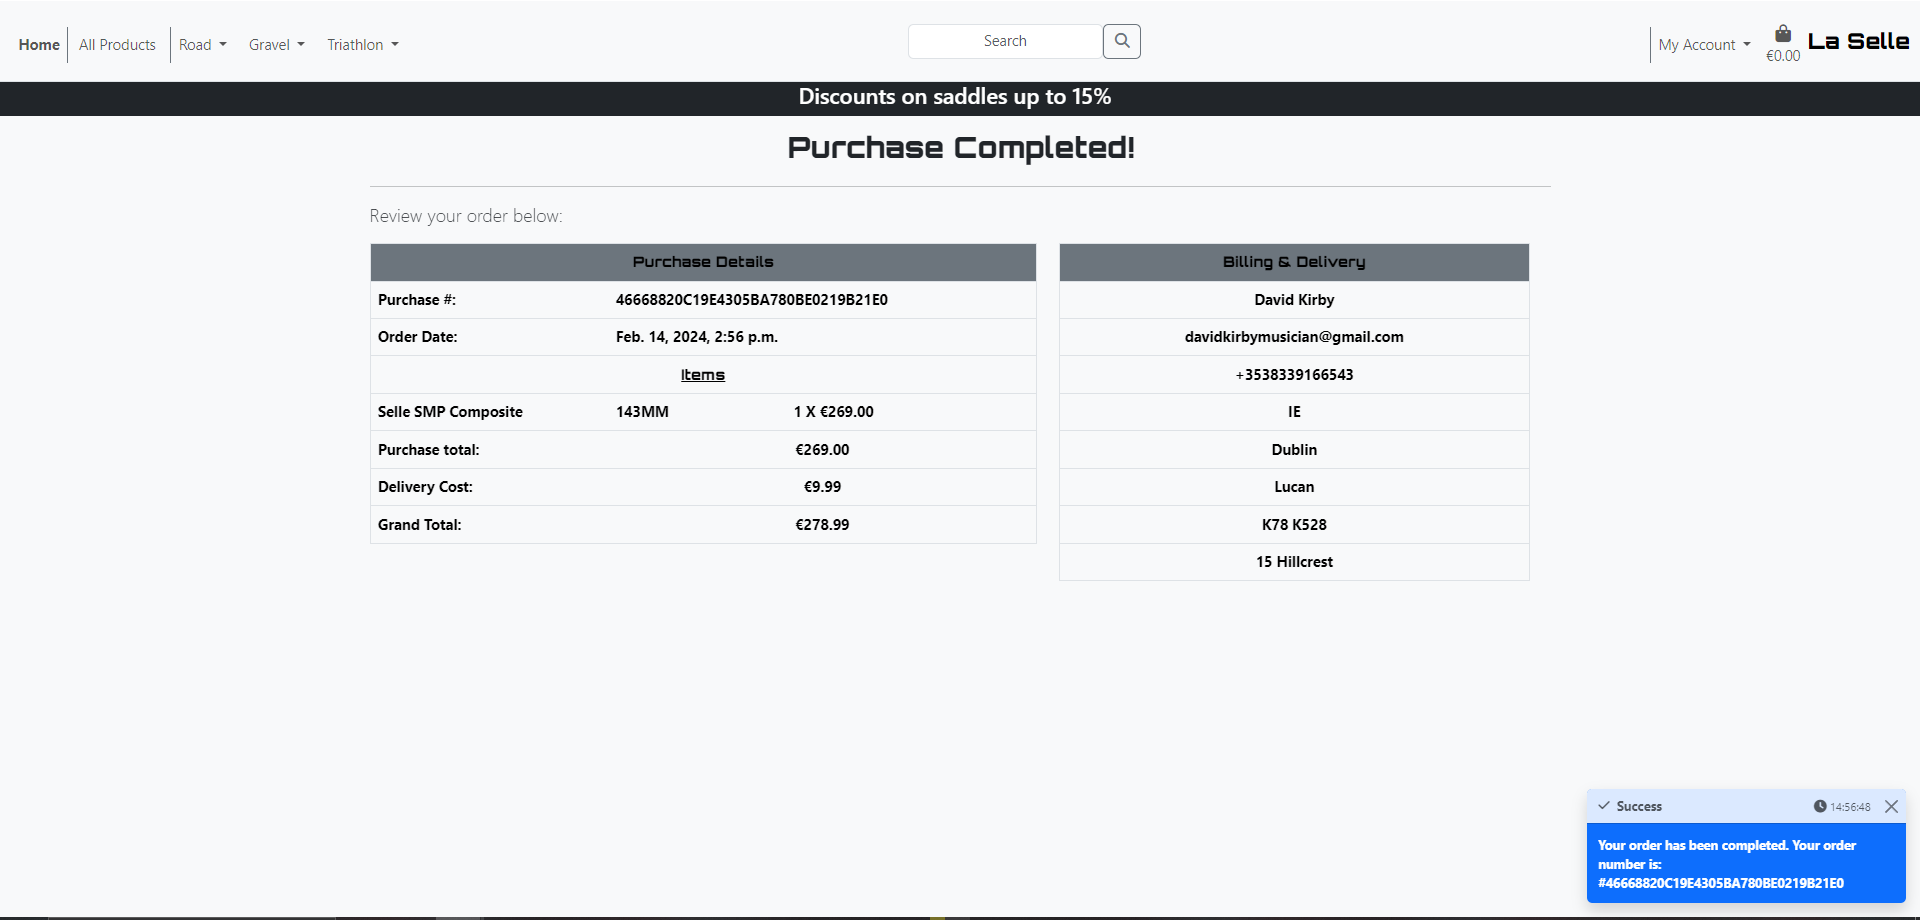 Home All Products Road Gravel Triathlon Search My Account €0.00 La Selle
Discounts on saddles up to 15%
Purchase Completed!
Review your order below:
Purchase Details
Purchase #: 46668820C19E4305BA780BE0219B21E0
Order Date: Feb. 14, 2024, 2:56 p.m.
Items
Selle SMP Composite 143MM 1 X €269.00
Purchase total: €269.00
Delivery Cost: €9.99
Grand Total: €278.99
Billing & Delivery
David Kirby
davidkirbymusician@gmail.com
+3538339166543
IE
Dublin
Lucan
K78 K528
15 Hillcrest
Success 14:56:48
Your order has been completed. Your order
number is:
#46668820C19E4305BA780BE0219B21E0